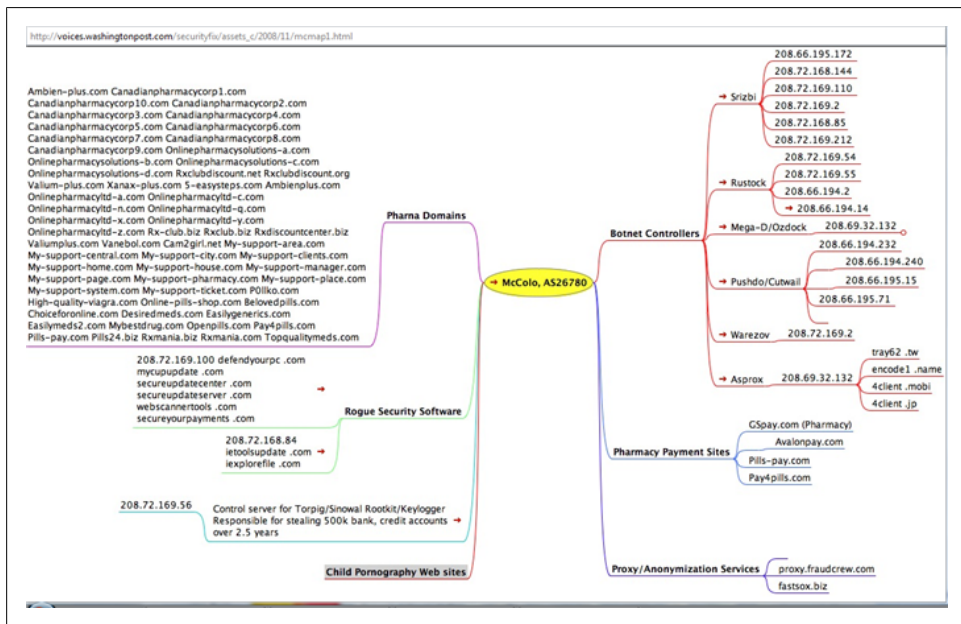 http://voices.washingtonpost.com/securityfix/assets_c/2008/11/mcmap1.html
Ambien-plus.com Canadianpharmacycorp1.com
Canadianpharmacycorp10.com Canadianpharmacycorp2.com
Canadianpharmacycorp3.com Canadianpharmacycorp4.com
Canadianpharmacycorp5.com Canadianpharmacycorp6.com
Canadianpharmacycorp7.com Canadianpharmacycorp8.com
Canadianpharmacycorp9.com Onlinepharmacysolutions-a.com
Onlinepharmacysolutions-b.com Onlinepharmacysolutions-c.com
Onlinepharmacysolutions-d.com Rxclubdiscount.net Rxclubdiscount.org
Valium-plus.com Xanax-plus.com 5-easysteps.com Ambienplus.com
Onlinepharmacyltd-a.com Onlinepharmacyltd-c.com
Onlinepharmacyltd-n.com Onlinepharmacyltd-q.com
Onlinepharmacyltd-x.com Onlinepharmacyltd-y.com
Onlinepharmacyltd-z.com Rx-club.biz Rxclub.biz Rxdiscountcenter.biz
Valiumplus.com Vanebol.com Cam2girl.net My-support-area.com
My-support-central.com My-support-city.com My-support-clients.com
My-support-home.com My-support-house.com My-support-manager.com
My-support-page.com My-support-pharmacy.com My-support-place.com
My-support-system.com My-support-ticket.com P0llko.com
High-quality-viagra.com Online-pills-shop.com Belovedpills.com
Choiceforonline.com Desiredmeds.com Easilygenerics.com
Easilymeds2.com Mybestdrug.com Openpills.com Pay4pills.com
Pills-pay.com Pills24.biz Rxmania.biz Rxmania.com Topqualitymeds.com
Pharna Domains
208.72.169.100 defendyourpc .com
mycupupdate .com
secureupdatecenter .com
secureupdateserver .com
webscannertools .com
secureyourpayments .com
Rogue Security Software
208.72.168.84
ietoolsupdate .com
iexplorefile .com
208.72.169.56
Control server for Torpig/Sinowal Rootkit/Keylogger
Responsible for stealing 500k bank, credit accounts
over 2.5 years
Child Pornography Web sites
McColo, AS26780
Botnet Controllers
Srizbi
208.66.195.172
208.72.168.144
208.72.169.110
208.72.169.2
208.72.168.85
208.72.169.212
Rustock
208.72.169.54
208.72.169.55
208.66.194.2
208.66.194.14
Mega-D/Ozdock
208.69.32.132
Pushdo/Cutwail
208.66.194.232
208.66.194.240
208.66.195.15
208.66.195.71
Warezov
208.72.169.2
Asprox
208.69.32.132
tray62 .tw
encode1 .name
4client .mobi
4client .jp
Pharmacy Payment Sites
GSpay.com (Pharmacy)
Avalonpay.com
Pills-pay.com
Pay4pills.com
Proxy/Anonymization Services
proxy.fraudcrew.com
fastsox.biz